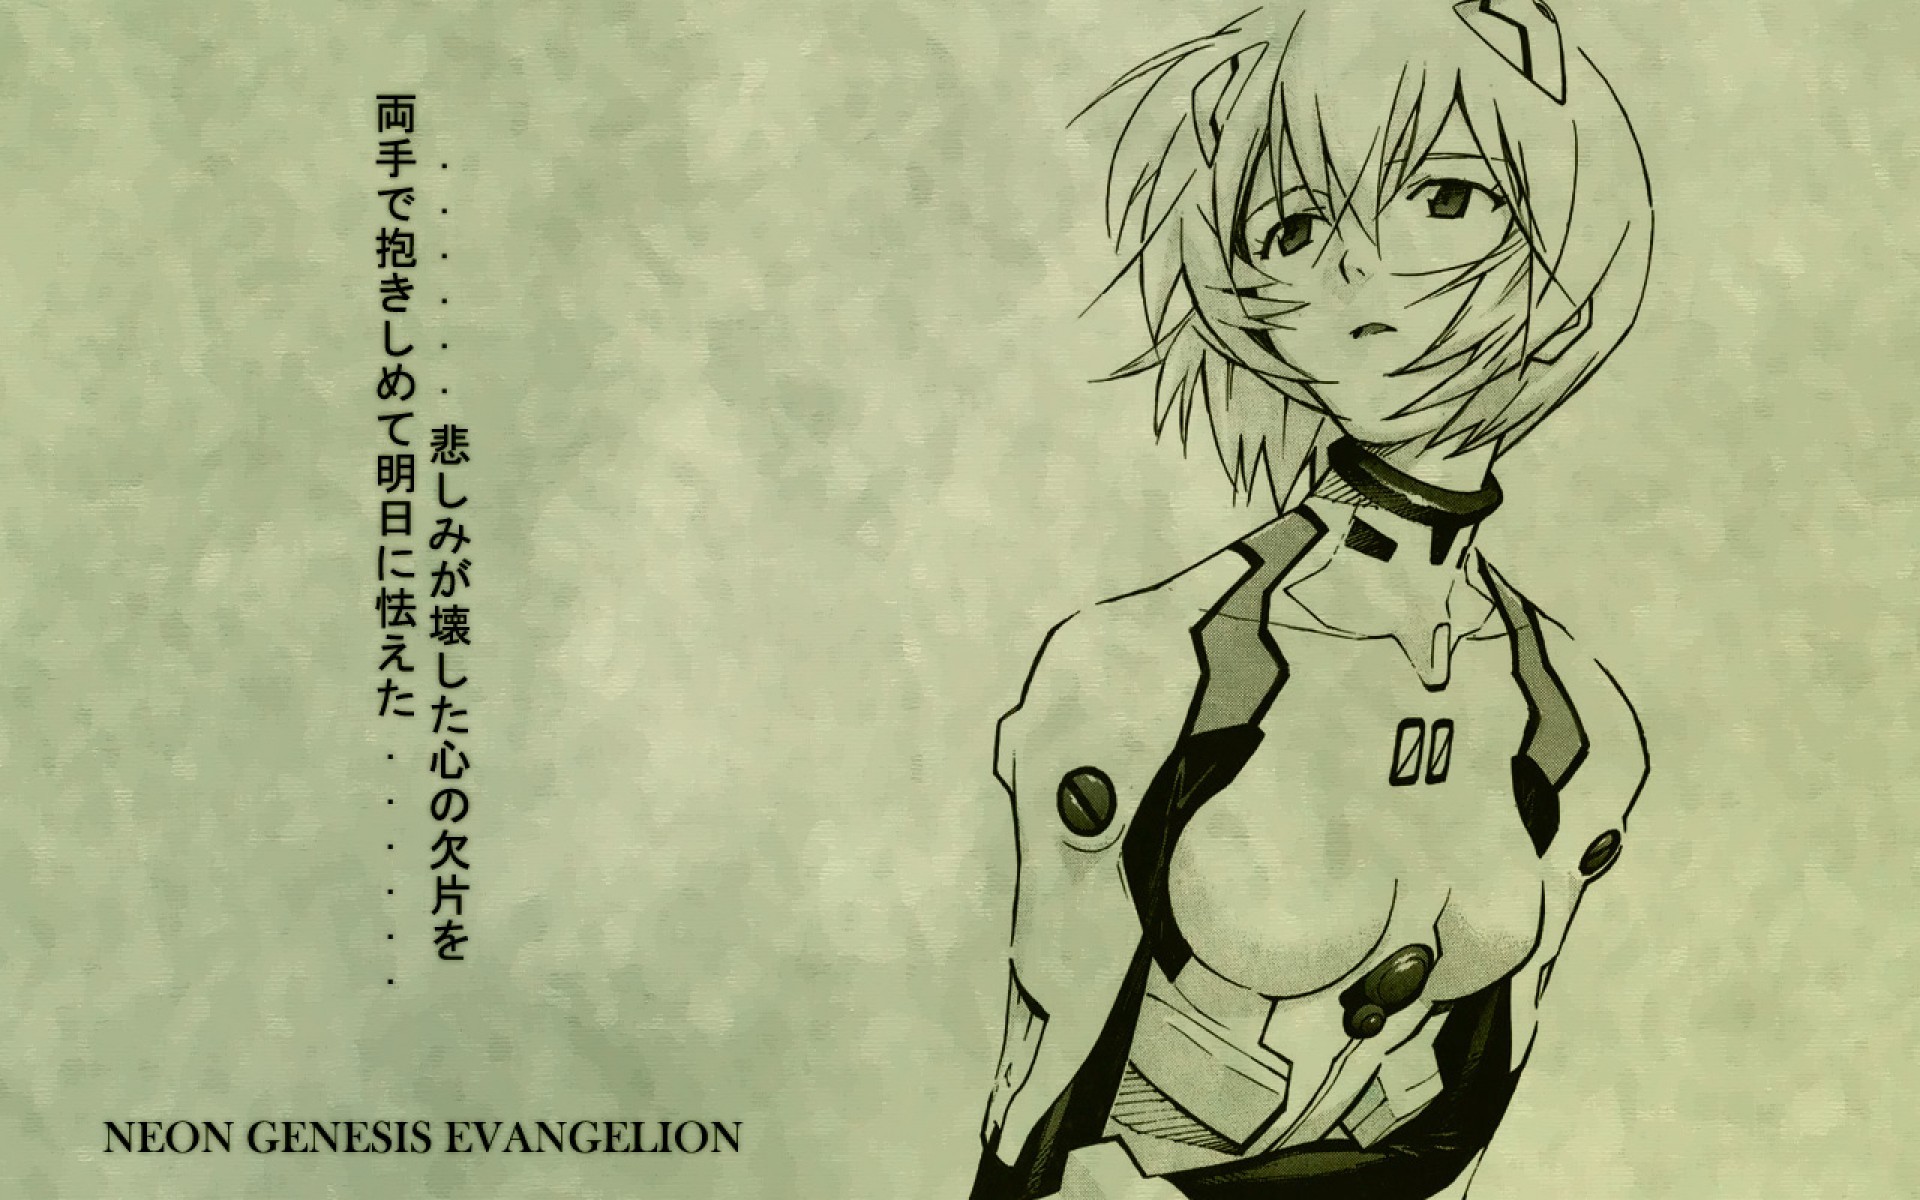 ・・・・・・悲しみが壊した心の欠片を
両手で抱きしめて明日に怯えた・・・・・・
NEON GENESIS EVANGELION
00